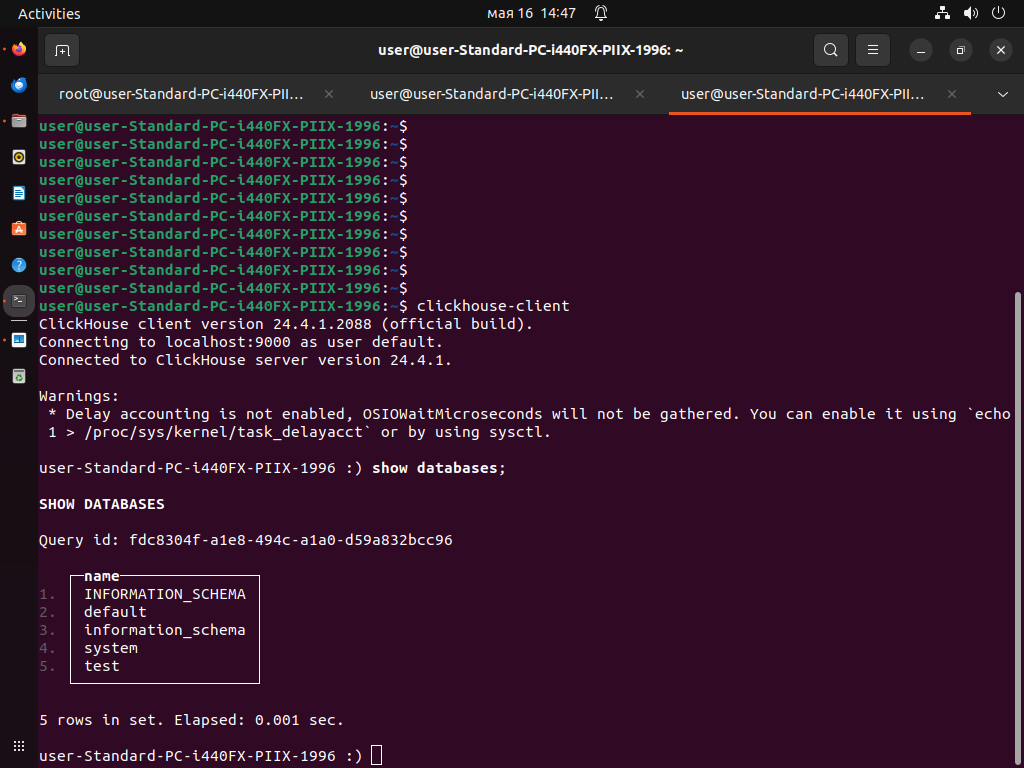 Activities
мая 16 14:47
user@user-Standard-PC-i440FX-PIIX-1996: ~
root@user-Standard-PC-i440FX-PII...
user@user-Standard-PC-i440FX-PII...
user@user-Standard-PC-i440FX-PII...
user@user-Standard-PC-i440FX-PIIX-1996:~$
user@user-Standard-PC-i440FX-PIIX-1996:~$
user@user-Standard-PC-i440FX-PIIX-1996:~$
user@user-Standard-PC-i440FX-PIIX-1996:~$
user@user-Standard-PC-i440FX-PIIX-1996:~$
user@user-Standard-PC-i440FX-PIIX-1996:~$
user@user-Standard-PC-i440FX-PIIX-1996:~$
user@user-Standard-PC-i440FX-PIIX-1996:~$
user@user-Standard-PC-i440FX-PIIX-1996:~$
user@user-Standard-PC-i440FX-PIIX-1996:~$
user@user-Standard-PC-i440FX-PIIX-1996:~$ clickhouse-client
ClickHouse client version 24.4.1.2088 (official build).
Connecting to localhost:9000 as user default.
Connected to ClickHouse server version 24.4.1.
Warnings:
* Delay accounting is not enabled, OSIOWaitMicroseconds will not be gathered. You can enable it using `echo
1 > /proc/sys/kernel/task_delayacct` or by using sysctl.
user-Standard-PC-i440FX-PIIX-1996 :) show databases;
SHOW DATABASES
Query id: fdc8304f-a1e8-494c-a1a0-d59a832bcc96
name
1. INFORMATION_SCHEMA
2. default
3. information_schema
4. system
5. test
5 rows in set. Elapsed: 0.001 sec.
user-Standard-PC-i440FX-PIIX-1996 :)